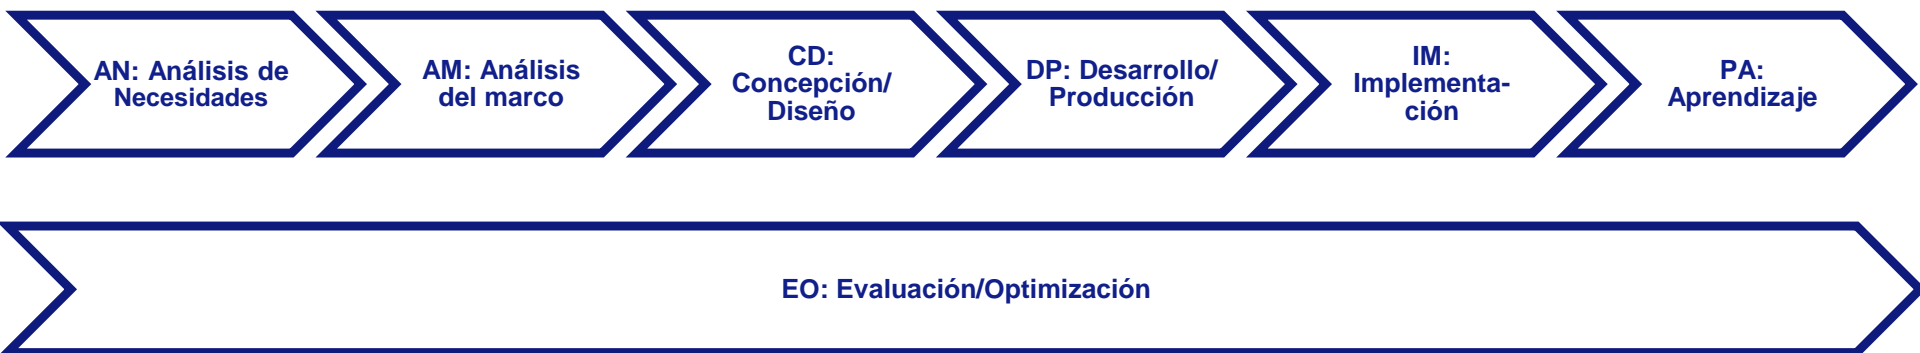 AN: Análisis de
Necesidades
AM: Análisis
del marco
CD:
Concepción/
Diseño
DP: Desarrollo/
Producción
IM:
Implementa-
ción
PA:
Aprendizaje
EO: Evaluación/Optimización